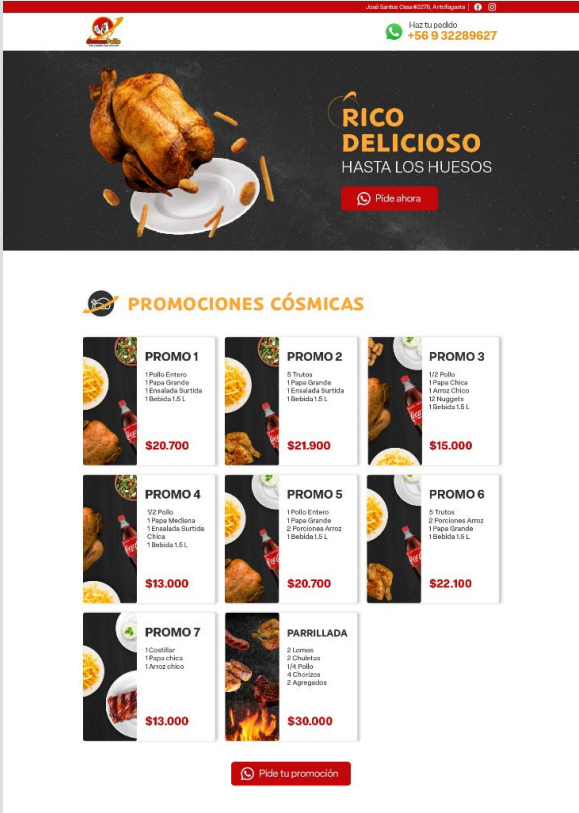 José Santos Ossa #2276, Antofagasta |
Haz tu pedido
+56 9 32289627
RICO
DELICIOSO
HASTA LOS HUESOS
Pide ahora
PROMOCIONES CÓSMICAS
PROMO 1
1 Pollo Entero
1 Papa Grande
1 Ensalada Surtida
1 Bebida 1.5 L
$20.700
PROMO 2
5 Trutos
1 Papa Grande
1 Ensalada Surtida
1 Bebida 1.5 L
$21.900
PROMO 3
1/2 Pollo
1 Papa Chica
1 Arroz Chico
12 Nuggets
1 Bebida 1.5 L
$15.000
PROMO 4
1/2 Pollo
1 Papa Mediana
1 Ensalada Surtida
Chica
1 Bebida 1.5 L
$13.000
PROMO 5
1 Pollo Entero
1 Papa Grande
2 Porciones Arroz
1 Bebida 1.5 L
$20.700
PROMO 6
5 Trutos
2 Porciones Arroz
1 Papa Grande
1 Bebida 1.5 L
$22.100
PROMO 7
1 Costillar
1 Papa chica
1 Arroz chico
$13.000
PARRILLADA
2 Lomos
2 Chuletas
1/4 Pollo
4 Chorizos
2 Agregados
$30.000
Pide tu promoción